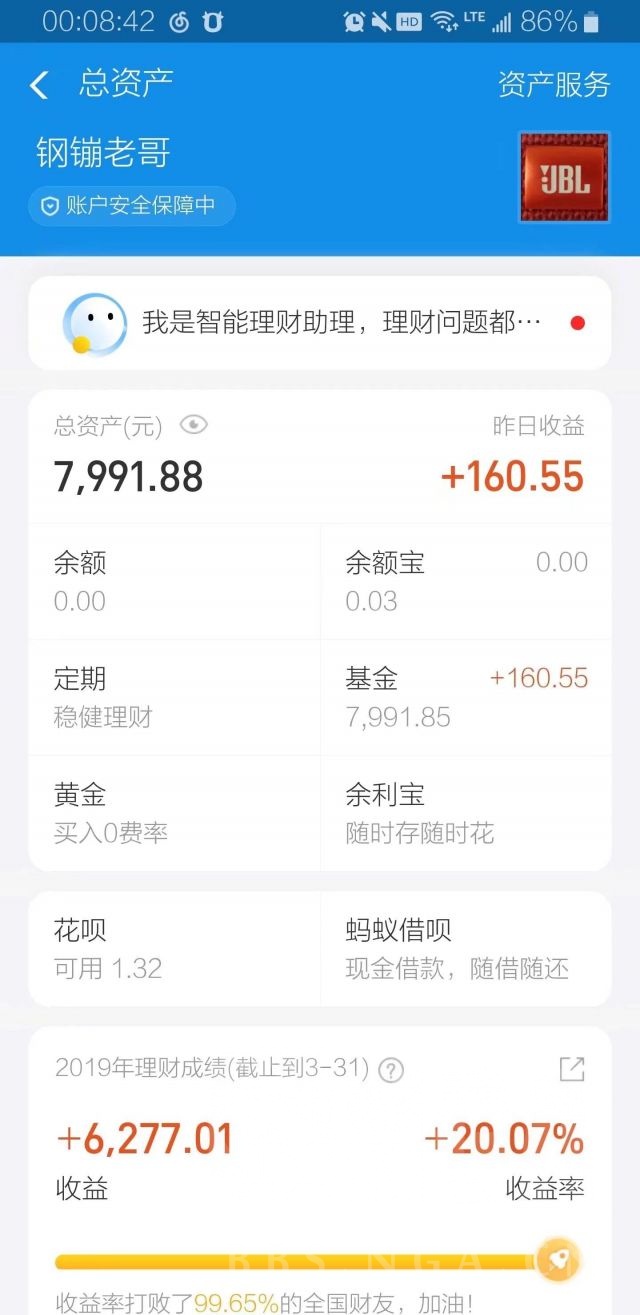 00:08:42 HD LTE 86%
总资产 资产服务
钢镚老哥
JBL
账户安全保障中
我是智能理财助理，理财问题都…
总资产(元) 昨日收益
7,991.88 +160.55
余额 余额宝 0.00
0.00 0.03
定期 基金 +160.55
稳健理财 7,991.85
黄金 余利宝
买入0费率 随时存随时花
花呗 蚂蚁借呗
可用 1.32 现金借款，随借随还
2019年理财成绩(截止到3-31) ?
+6,277.01 +20.07%
收益 收益率
BBS NGA
收益率打败了99.65%的全国财友，加油！